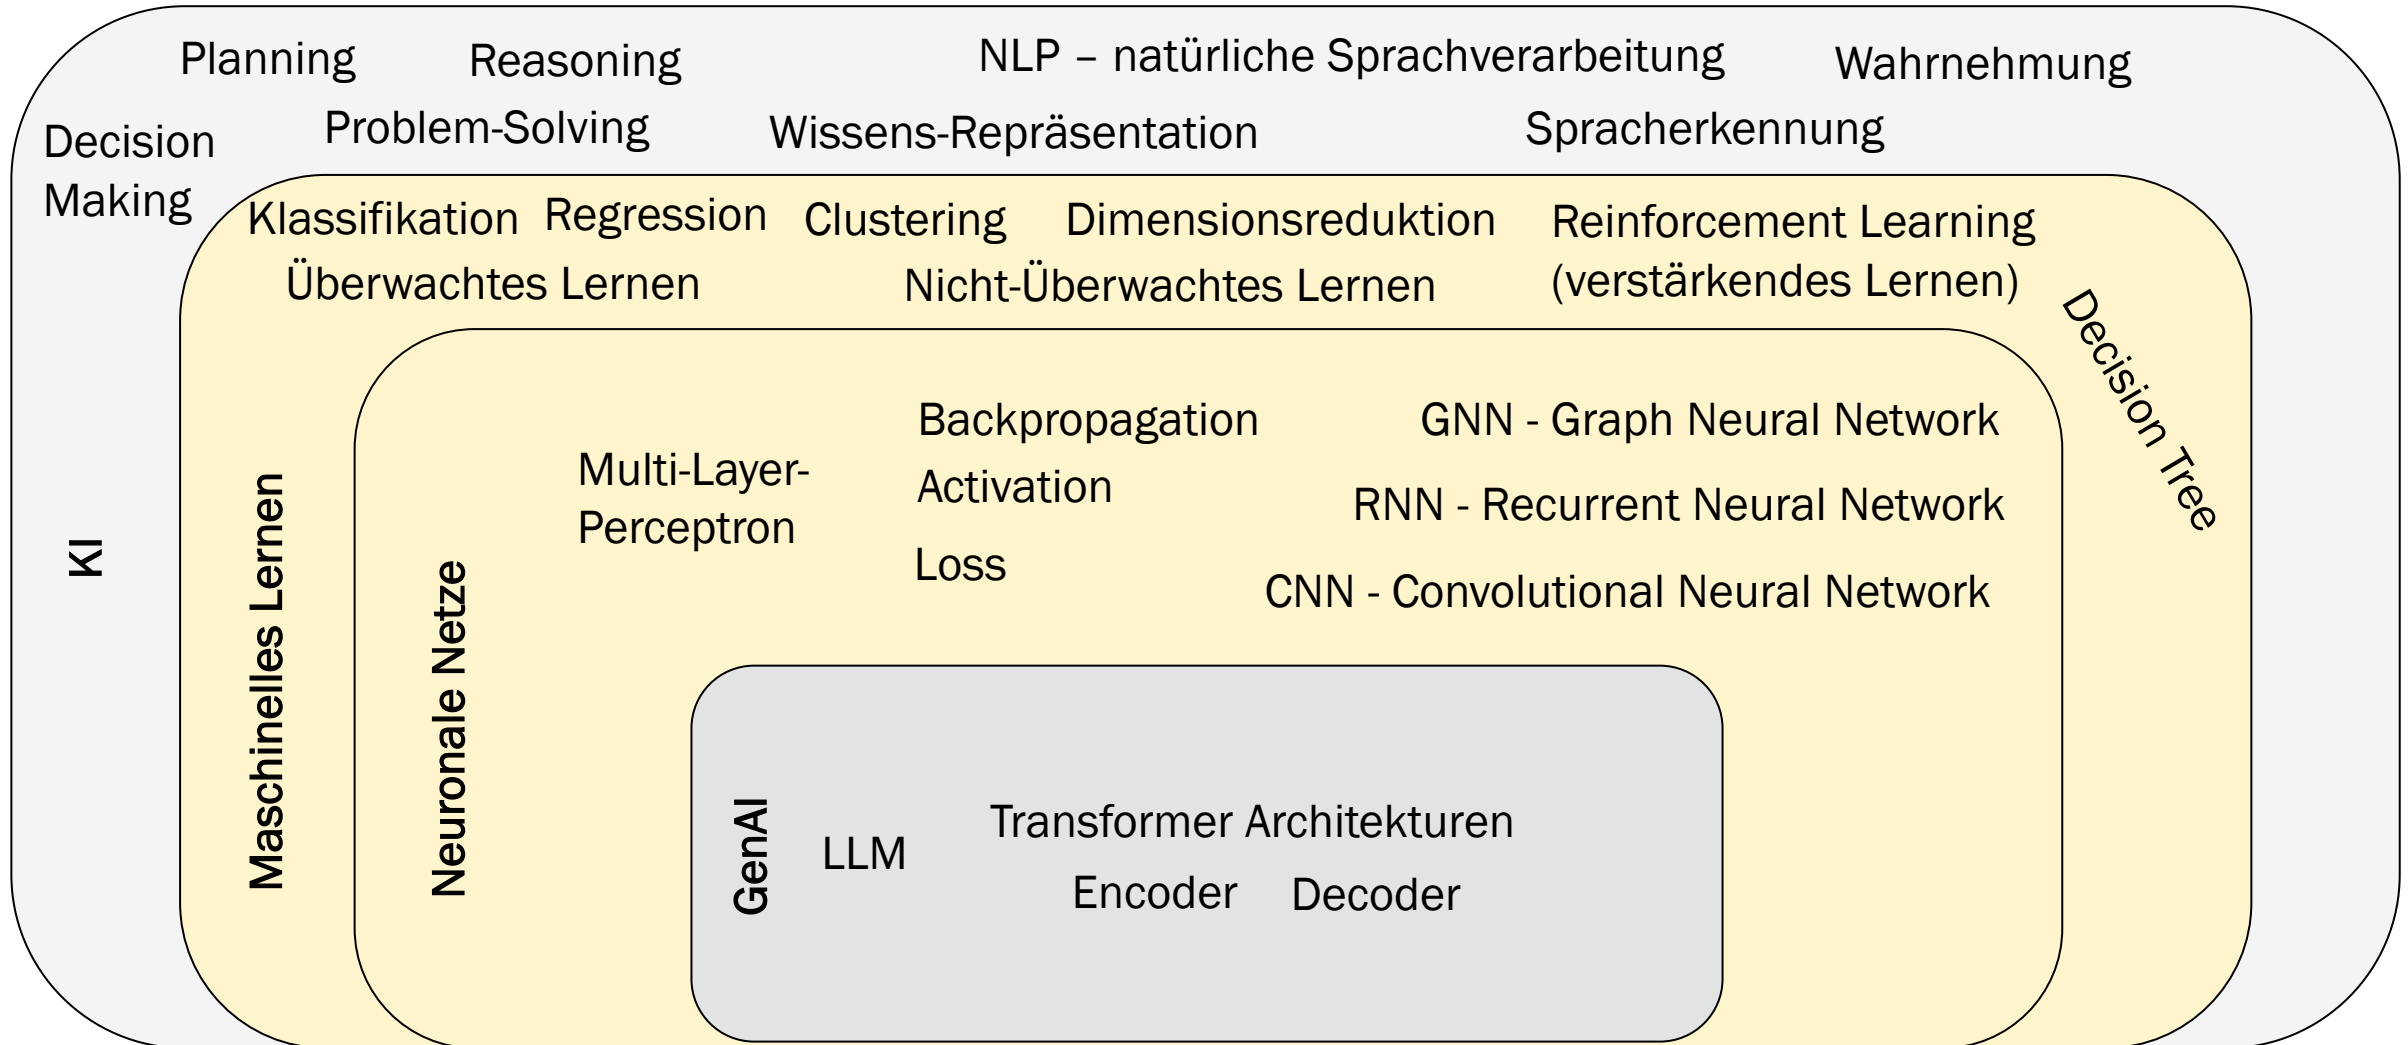 Planning
Reasoning
NLP – natürliche Sprachverarbeitung
Wahrnehmung
Decision
Making
Problem-Solving
Wissens-Repräsentation
Spracherkennung
KI
Klassifikation
Regression
Clustering
Dimensionsreduktion
Reinforcement Learning
(verstärkendes Lernen)
Überwachtes Lernen
Nicht-Überwachtes Lernen
Decision Tree
Maschinelles Lernen
Neuronale Netze
Multi-Layer-
Perceptron
Backpropagation
Activation
Loss
GNN - Graph Neural Network
RNN - Recurrent Neural Network
CNN - Convolutional Neural Network
GenAI
LLM
Transformer Architekturen
Encoder
Decoder